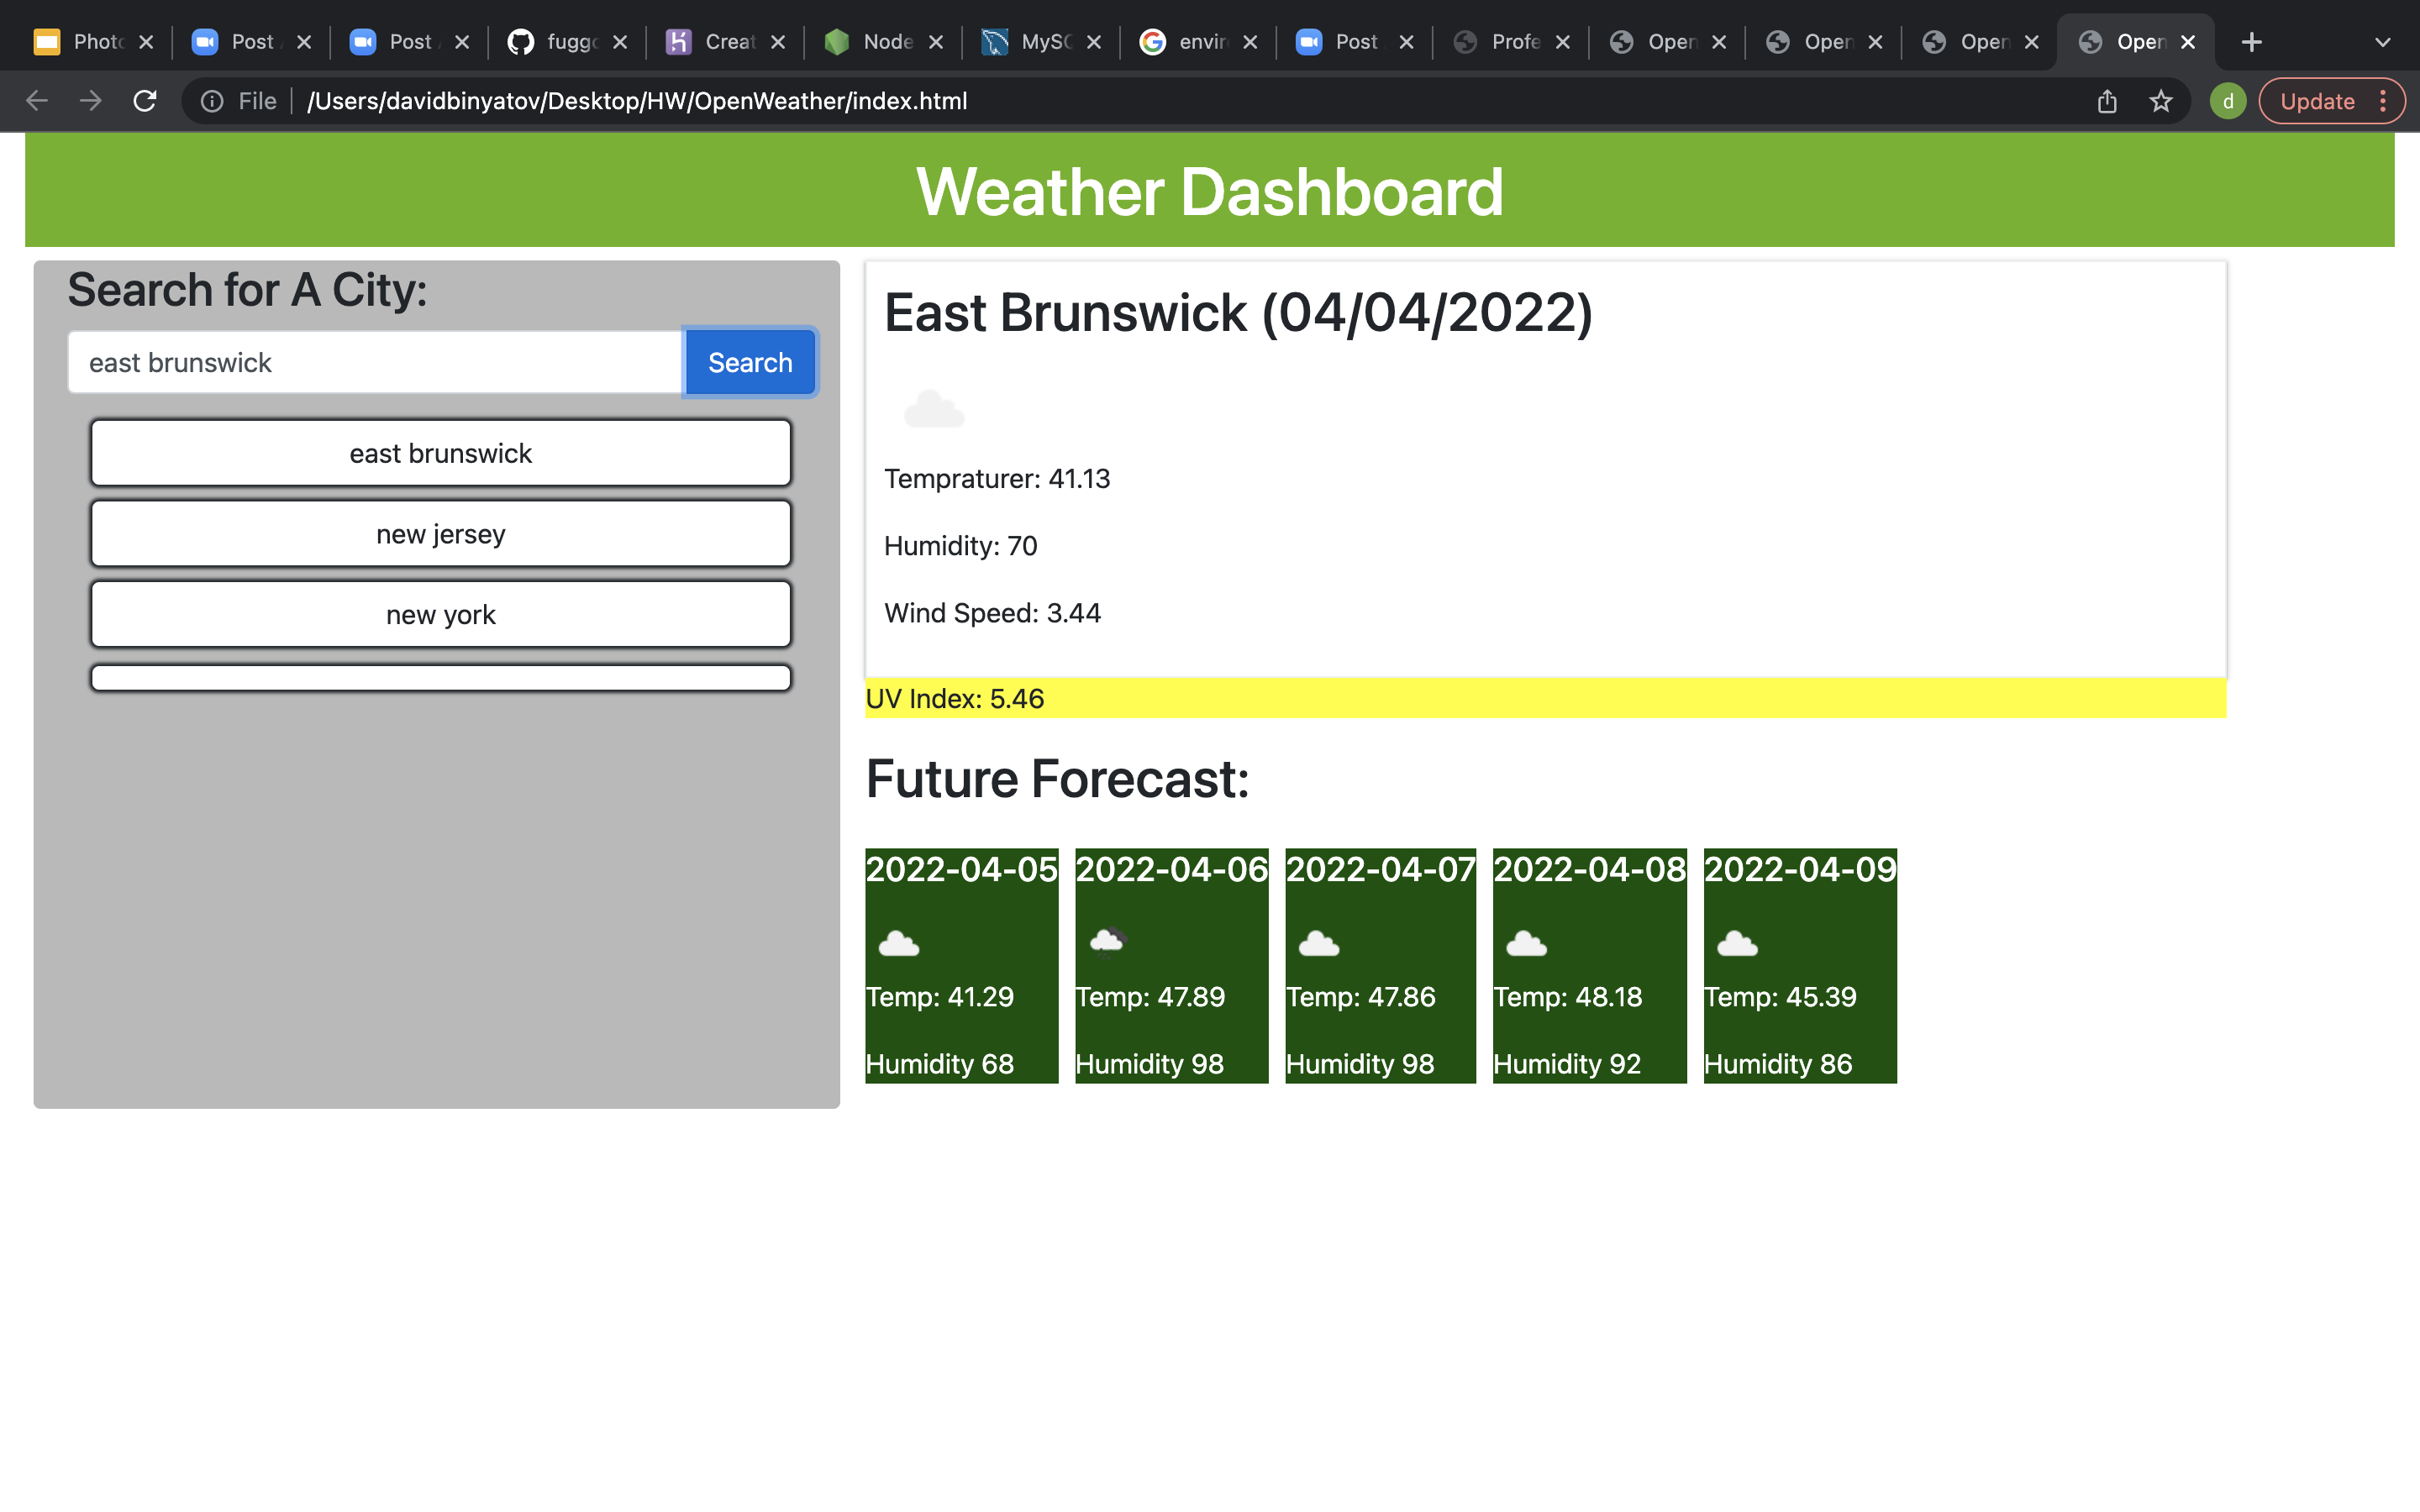 Phot Post Post fugg Creat Node MySQ envir Post Profe Open Open Open Open
File /Users/davidbinyatov/Desktop/HW/OpenWeather/index.html d Update
Weather Dashboard
Search for A City:
east brunswick Search
east brunswick
new jersey
new york
East Brunswick (04/04/2022)
Tempraturer: 41.13
Humidity: 70
Wind Speed: 3.44
UV Index: 5.46
Future Forecast:
2022-04-05 2022-04-06 2022-04-07 2022-04-08 2022-04-09
Temp: 41.29 Temp: 47.89 Temp: 47.86 Temp: 48.18 Temp: 45.39
Humidity 68 Humidity 98 Humidity 98 Humidity 92 Humidity 86